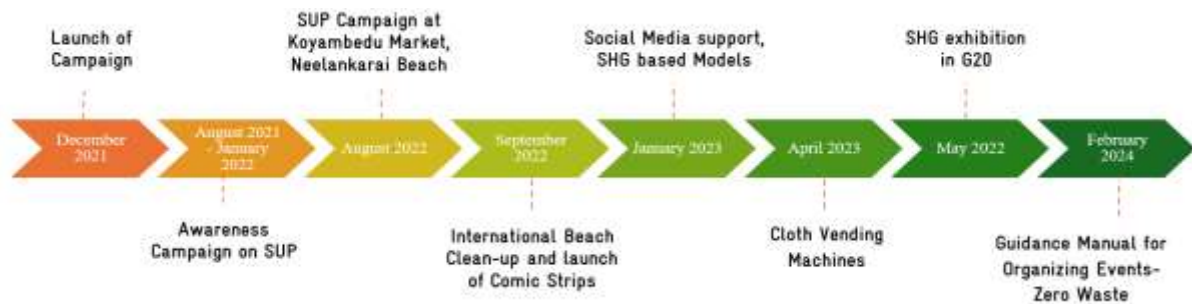 Launch of
Campaign
SUP Campaign at
Koyambedu Market,
Neelankarai Beach
Social Media support,
SHG based Models
SHG exhibition
in G20
December
2021
August 2021
- January
2022
August 2022
September
2022
January 2023
April 2023
May 2022
February
2024
Awareness
Campaign on SUP
International Beach
Clean-up and launch
of Comic Strips
Cloth Vending
Machines
Guidance Manual for
Organizing Events-
Zero Waste